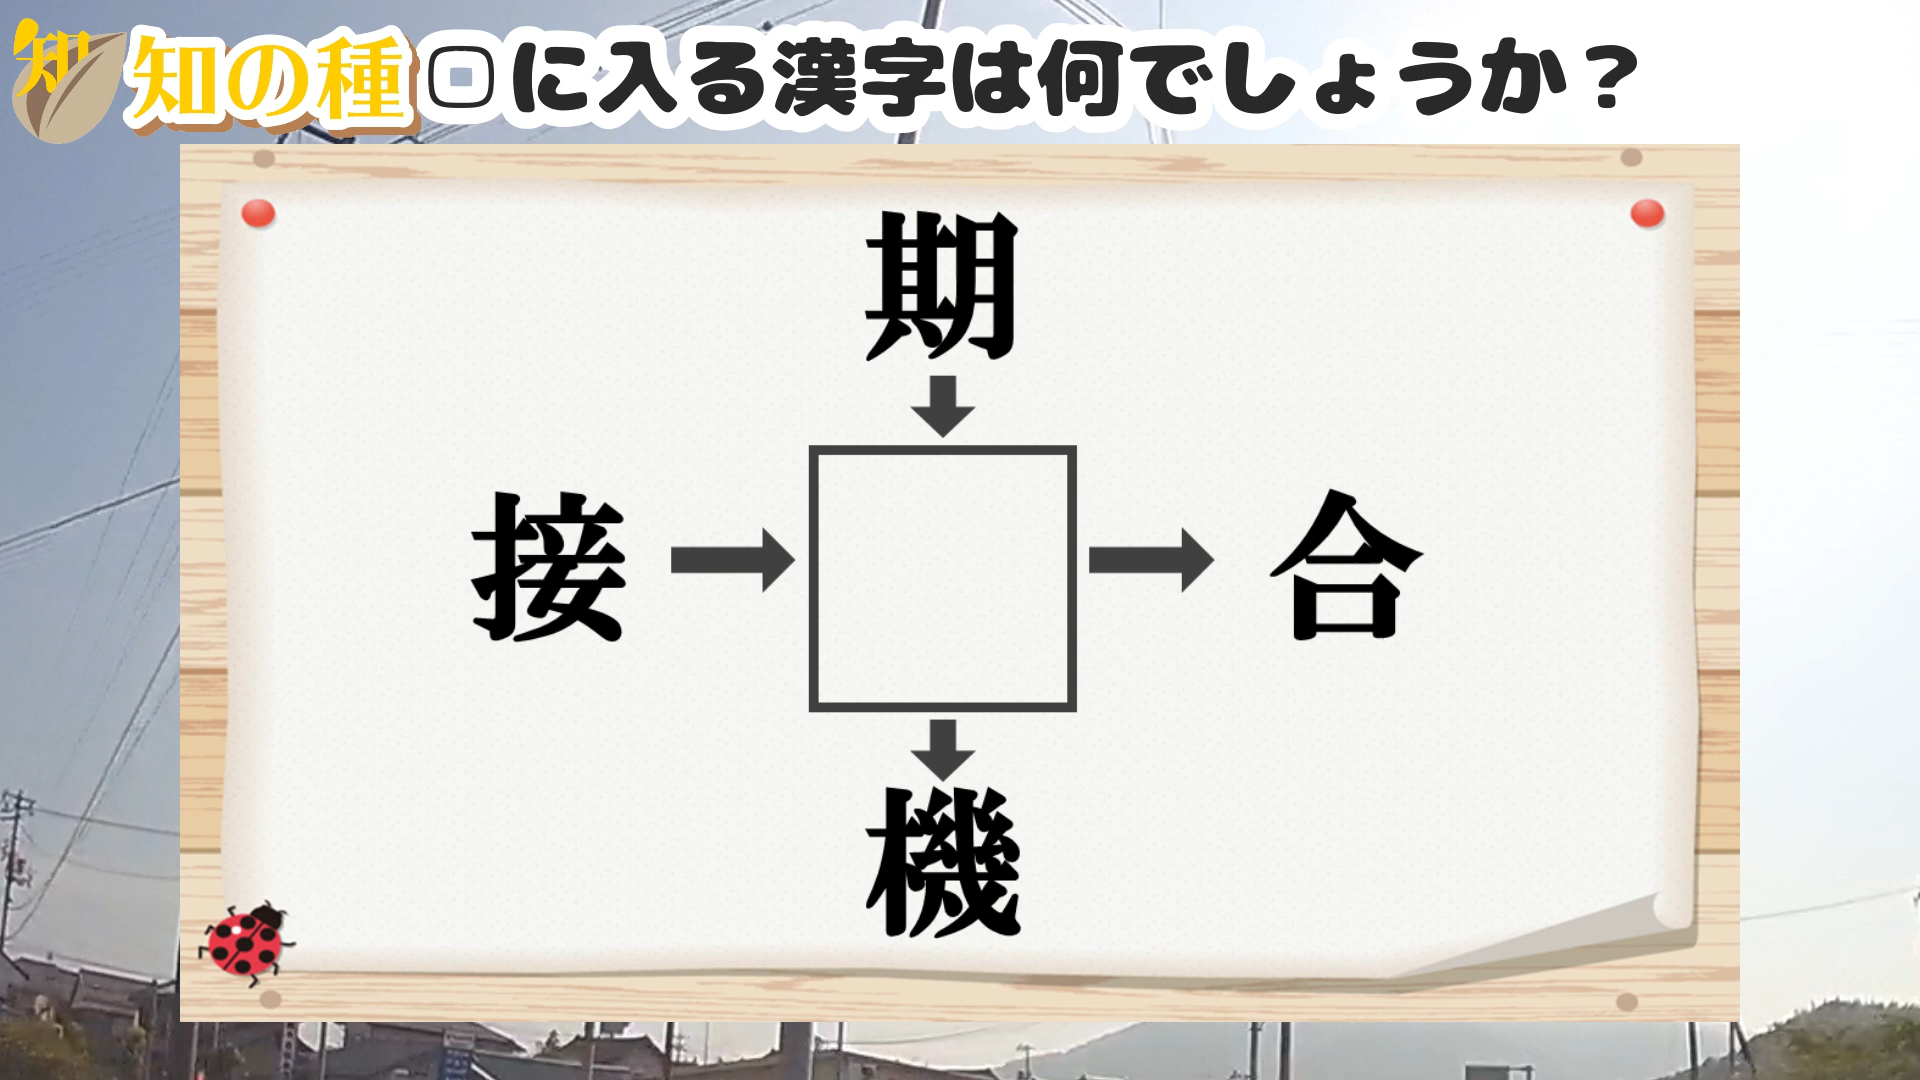 知 知の種 □に入る漢字は何でしょうか？
期
接 → □ → 合
機